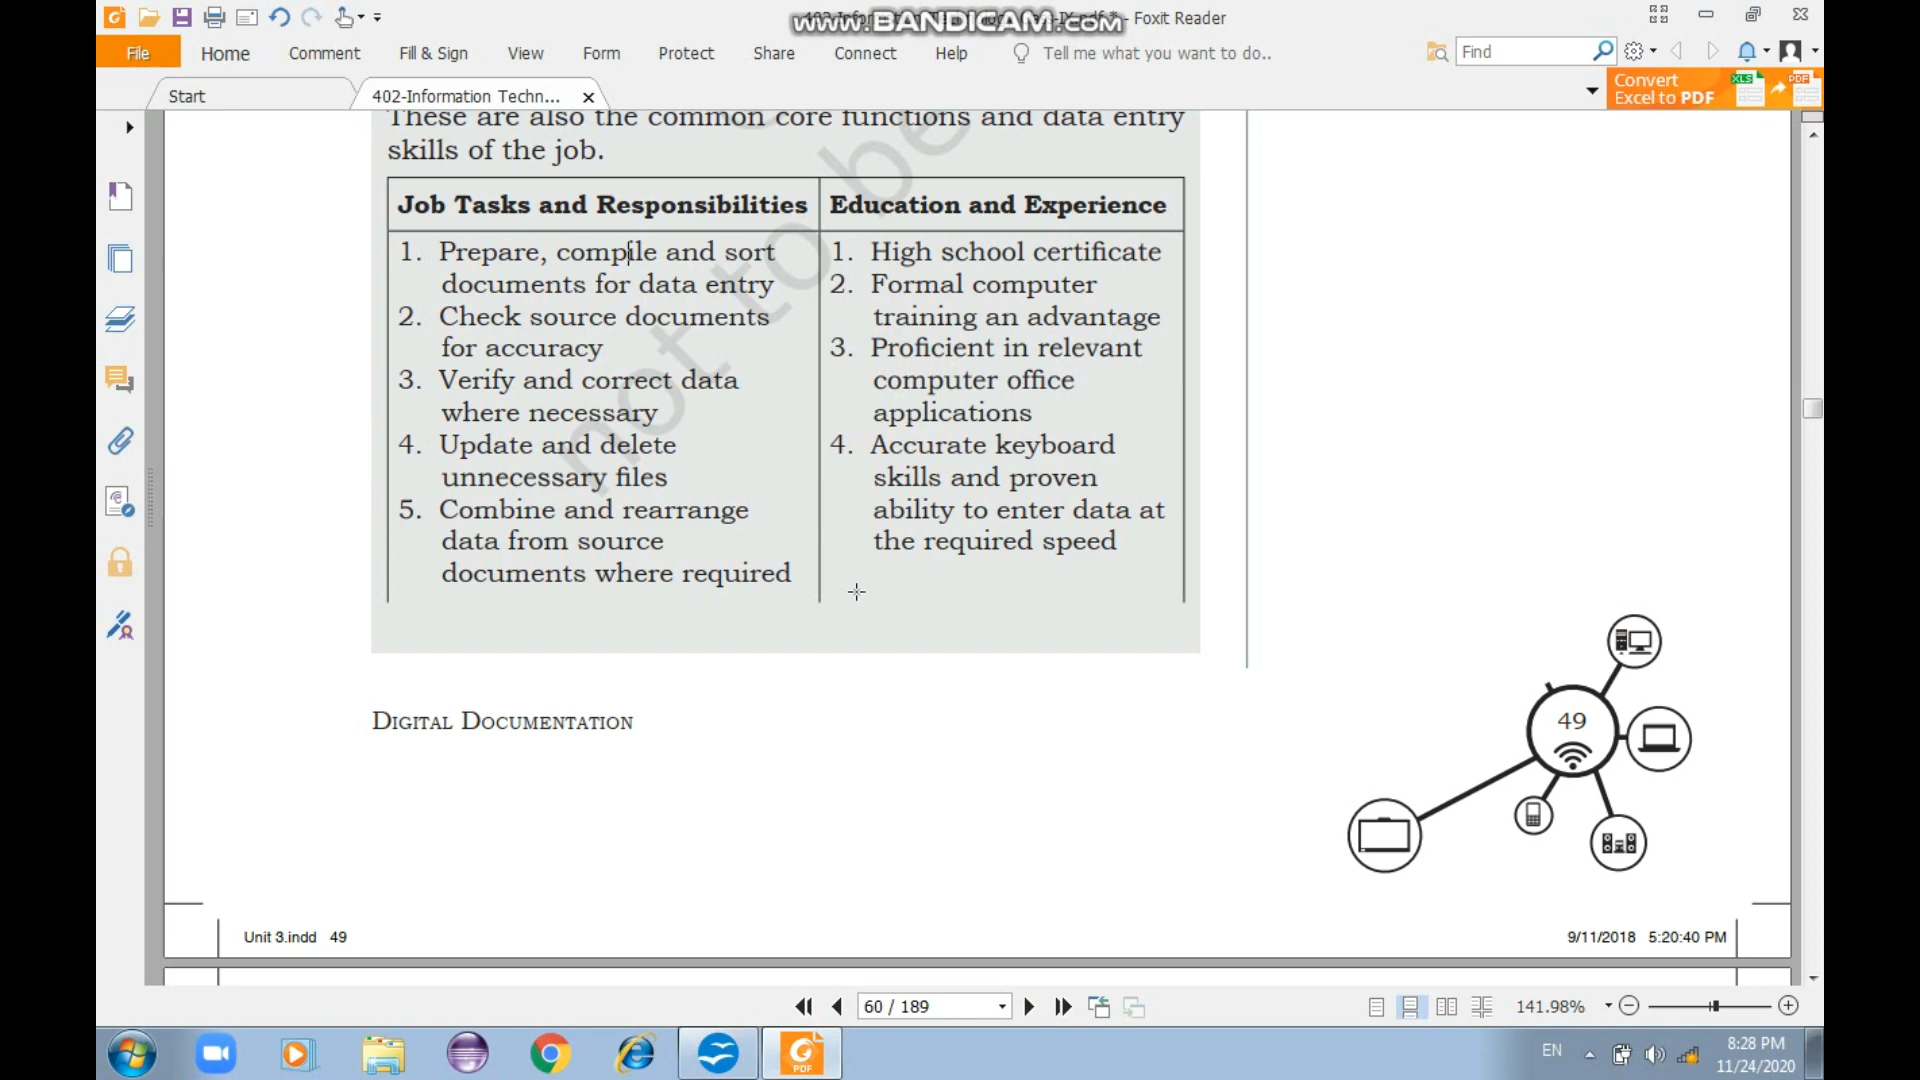 www.BANDICAM.com
- Foxit Reader
File
Home
Comment
Fill & Sign
View
Form
Protect
Share
Connect
Help
Tell me what you want to do..
Find
Start
402-Information Techn...
Convert
Excel to PDF
XLS
PDF
These are also the common core functions and data entry
skills of the job.
Job Tasks and Responsibilities
1. Prepare, compile and sort
documents for data entry
2. Check source documents
for accuracy
3. Verify and correct data
where necessary
4. Update and delete
unnecessary files
5. Combine and rearrange
data from source
documents where required
Education and Experience
1. High school certificate
2. Formal computer
training an advantage
3. Proficient in relevant
computer office
applications
4. Accurate keyboard
skills and proven
ability to enter data at
the required speed
not to be
Digital Documentation
49
Unit 3.indd 49
9/11/2018 5:20:40 PM
60 / 189
141.98%
PDF
EN
8:28 PM
11/24/2020